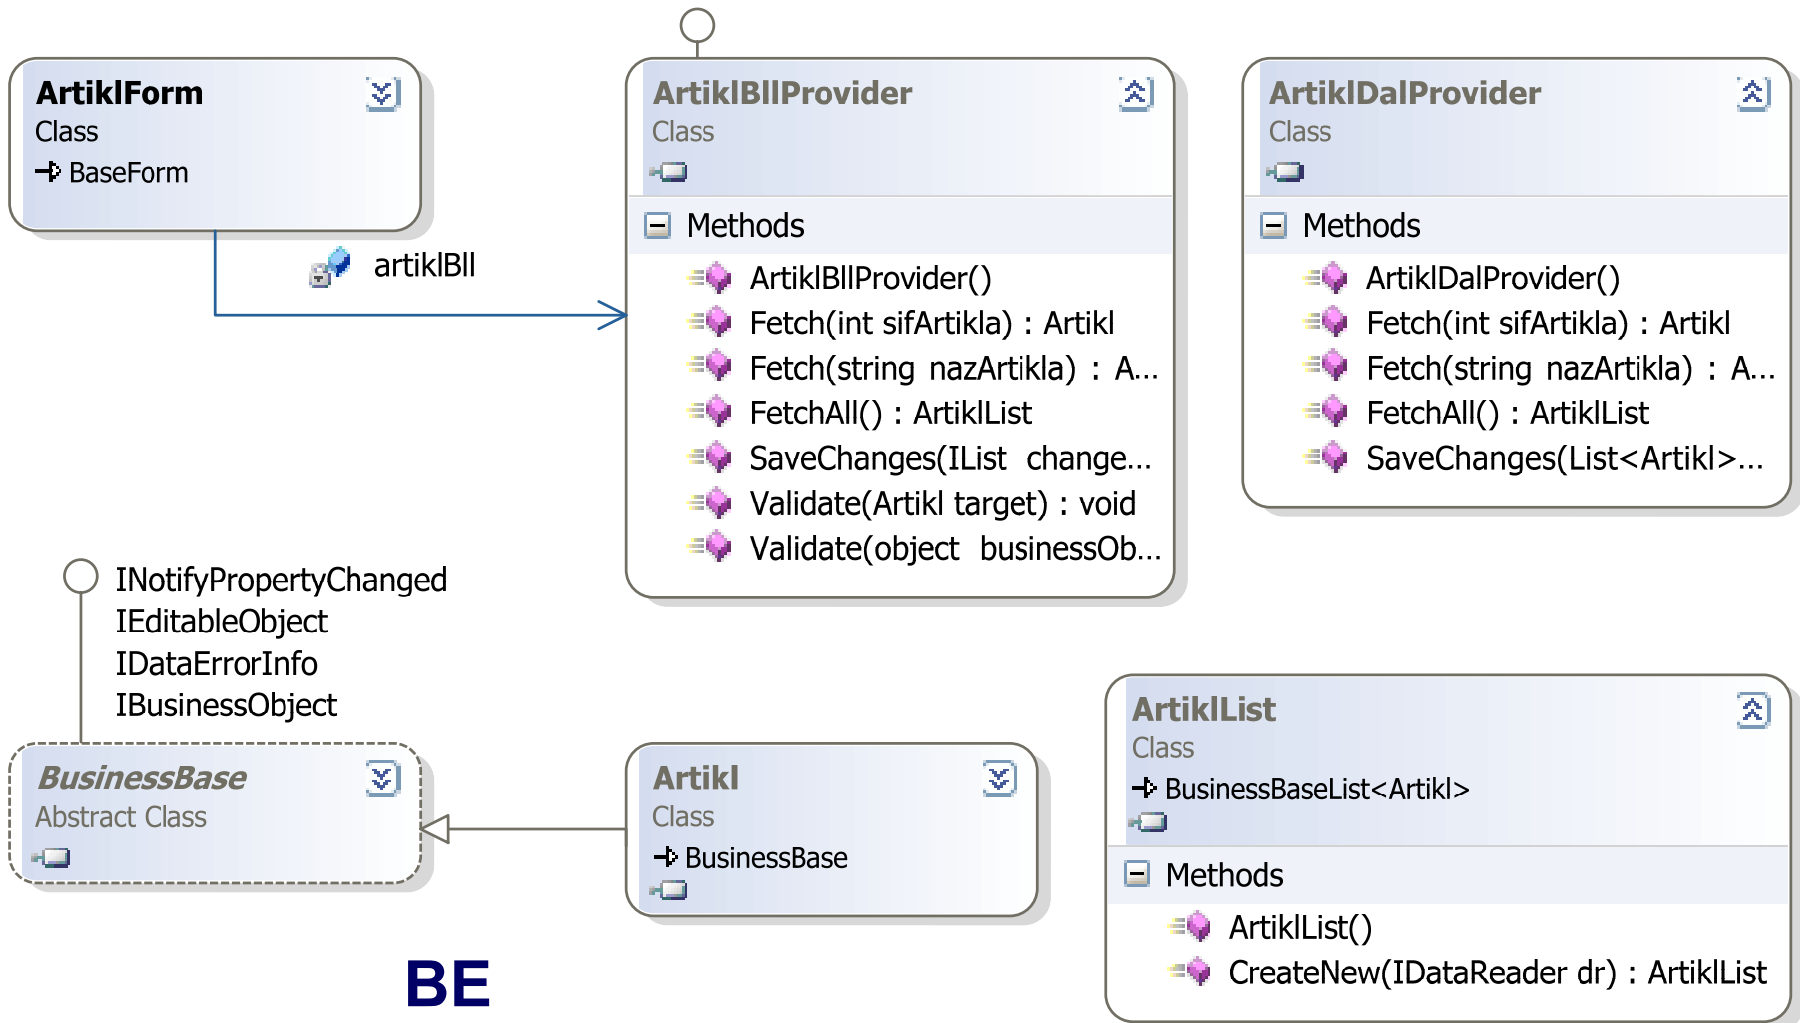 ArtiklForm
Class
BaseForm
artiklBll
ArtiklBllProvider
Class
Methods
ArtiklBllProvider()
Fetch(int sifArtikla) : Artikl
Fetch(string nazArtikla) : A...
FetchAll() : ArtiklList
SaveChanges(IList change...
Validate(Artikl target) : void
Validate(object businessOb...
ArtiklDalProvider
Class
Methods
ArtiklDalProvider()
Fetch(int sifArtikla) : Artikl
Fetch(string nazArtikla) : A...
FetchAll() : ArtiklList
SaveChanges(List<Artikl>...
INotifyPropertyChanged
IEditableObject
IDataErrorInfo
IBusinessObject
BusinessBase
Abstract Class
Artikl
Class
BusinessBase
ArtiklList
Class
BusinessBaseList<Artikl>
Methods
ArtiklList()
CreateNew(IDataReader dr) : ArtiklList
BE